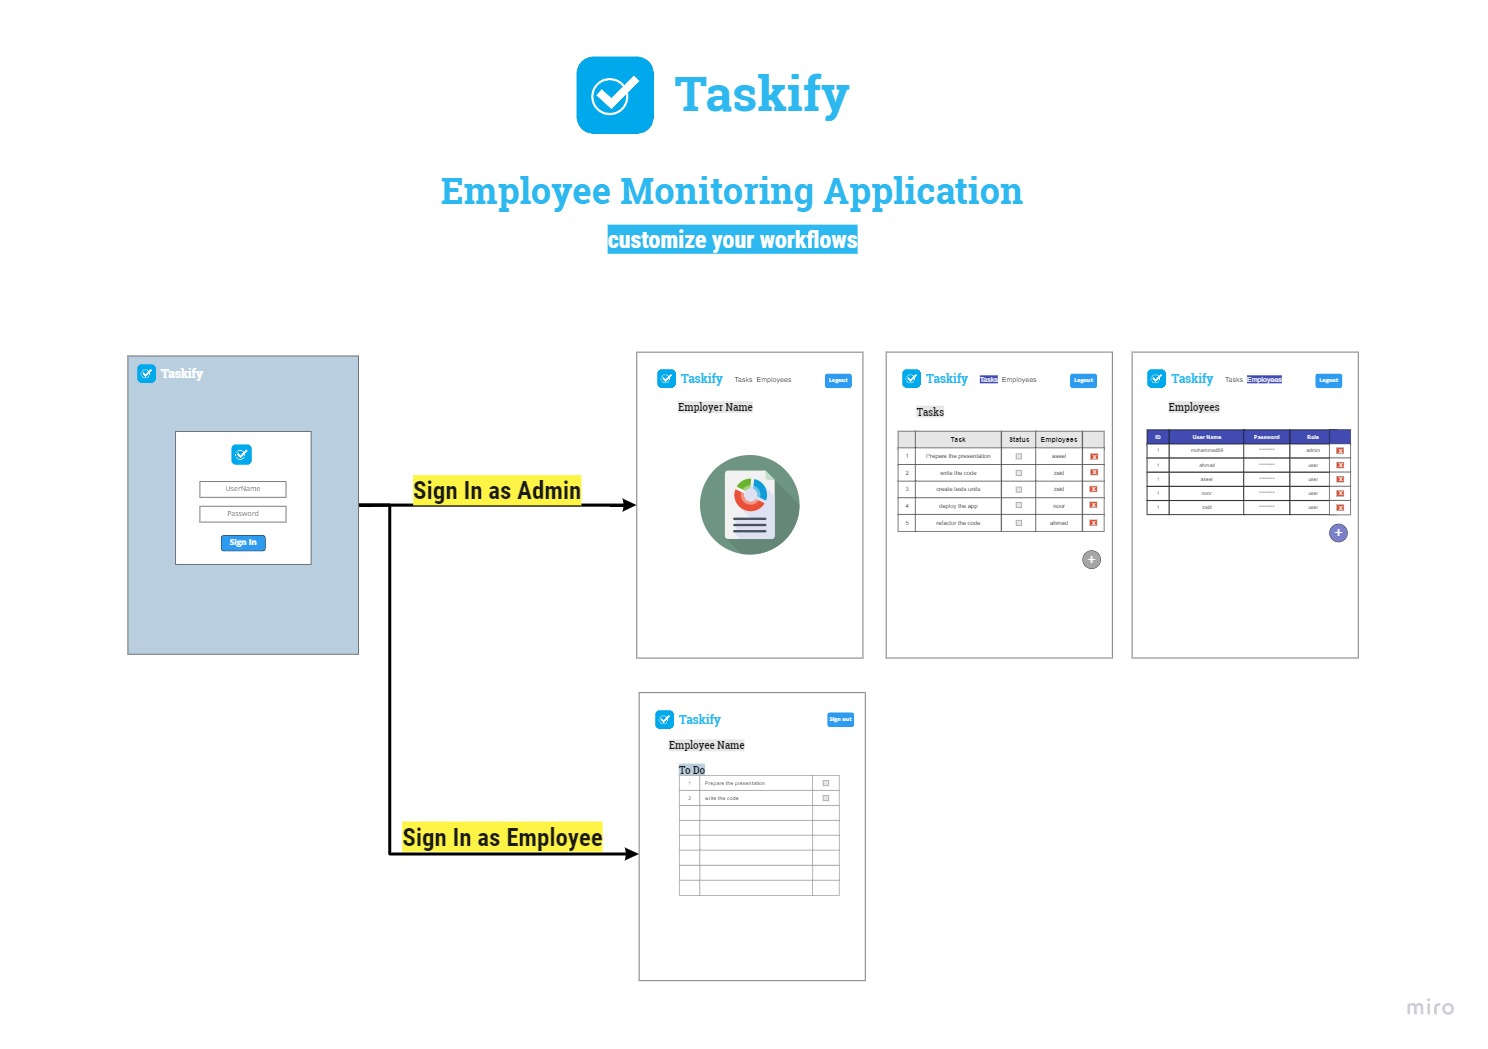 Taskify
Employee Monitoring Application
customize your workflows
Taskify
UserName
Password
Sign In
Sign In as Admin
Taskify Tasks Employees Logout
Employer Name
Taskify Tasks Employees Logout
Tasks
Task Status Employees
1 Prepare the presentation aseel
2 write the code zaid
3 create tests units zaid
4 deploy the app noor
5 refactor the code ahmad
+
Taskify Tasks Employees Logout
Employees
ID User Name Password Role
1 mohammad89 ******** admin
1 ahmad ******** user
1 aseel ******** user
1 noor ******** user
1 zaid ******** user
+
Sign In as Employee
Taskify Sign out
Employee Name
To Do
1 Prepare the presentation
2 write the code
miro